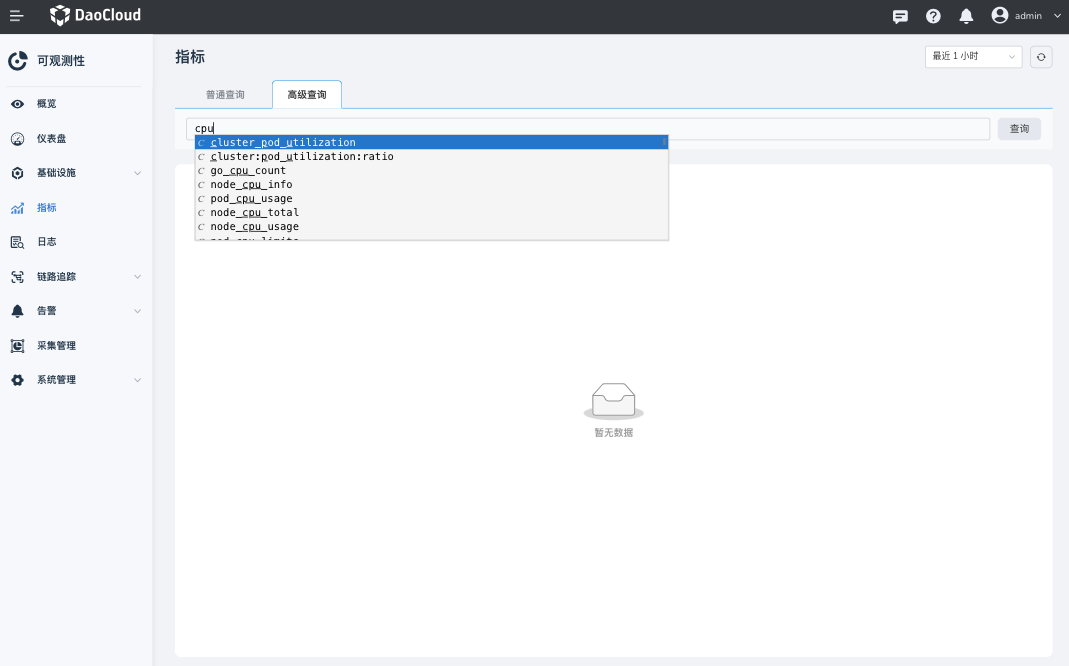 DaoCloud
admin
可观测性
概览
仪表盘
基础设施
指标
日志
链路追踪
告警
采集管理
系统管理
指标
最近 1 小时
普通查询
高级查询
cpu
查询
C cluster_pod_utilization
C cluster:pod_utilization:ratio
C go_cpu_count
C node_cpu_info
C pod_cpu_usage
C node_cpu_total
C node_cpu_usage
暂无数据